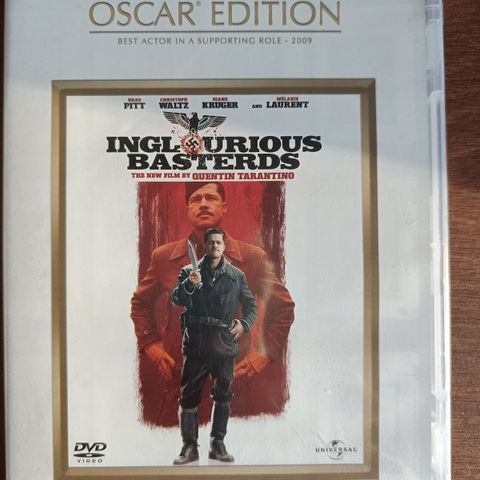 OSCAR® EDITION
BEST ACTOR IN A SUPPORTING ROLE - 2009
BRAD PITT CHRISTOPH WALTZ DIANE KRUGER AND MÉLANIE LAURENT
INGLOURIOUS
BASTERDS
THE NEW FILM BY QUENTIN TARANTINO
DVD
VIDEO
UNIVERSAL